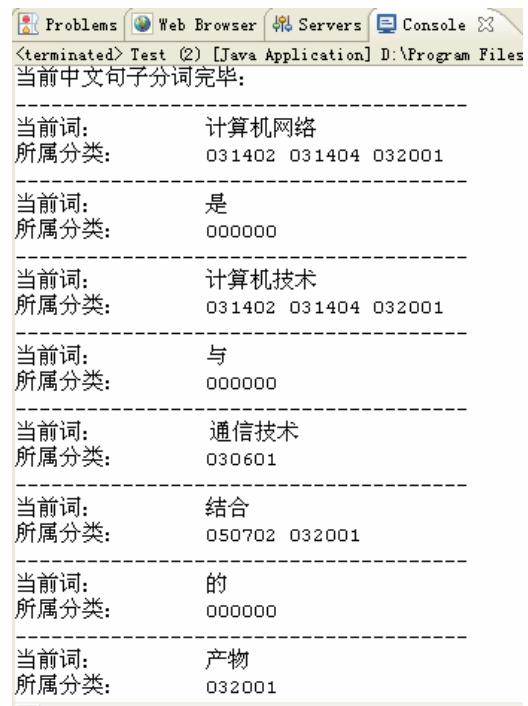 Problems Web Browser Servers Console
<terminated> Test (2) [Java Application] D:\Program Files
当前中文句子分词完毕:
-----------------------------------
当前词: 计算机网络
所属分类: 031402 031404 032001
-----------------------------------
当前词: 是
所属分类: 000000
-----------------------------------
当前词: 计算机技术
所属分类: 031402 031404 032001
-----------------------------------
当前词: 与
所属分类: 000000
-----------------------------------
当前词: 通信技术
所属分类: 030601
-----------------------------------
当前词: 结合
所属分类: 050702 032001
-----------------------------------
当前词: 的
所属分类: 000000
-----------------------------------
当前词: 产物
所属分类: 032001